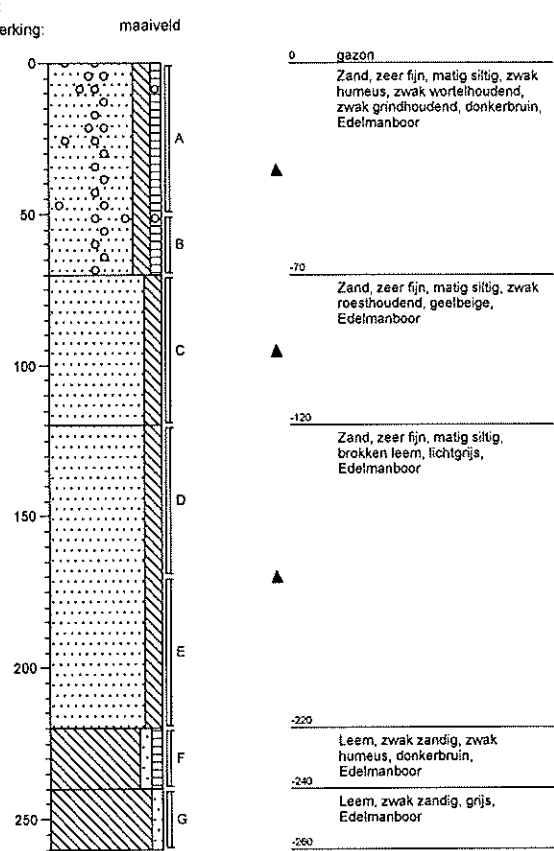 erking:
maaiveld
0
50
100
150
200
250
A
B
C
D
E
F
G
0 gazon
Zand, zeer fijn, matig siltig, zwak
humeus, zwak wortelhoudend,
zwak grindhoudend, donkerbruin,
Edelmanboor
-70
Zand, zeer fijn, matig siltig, zwak
roesthoudend, geelbeige,
Edelmanboor
-120
Zand, zeer fijn, matig siltig,
brokken leem, lichtgrijs,
Edelmanboor
-220
Leem, zwak zandig, zwak
humeus, donkerbruin,
Edelmanboor
-240
Leem, zwak zandig, grijs,
Edelmanboor
-260